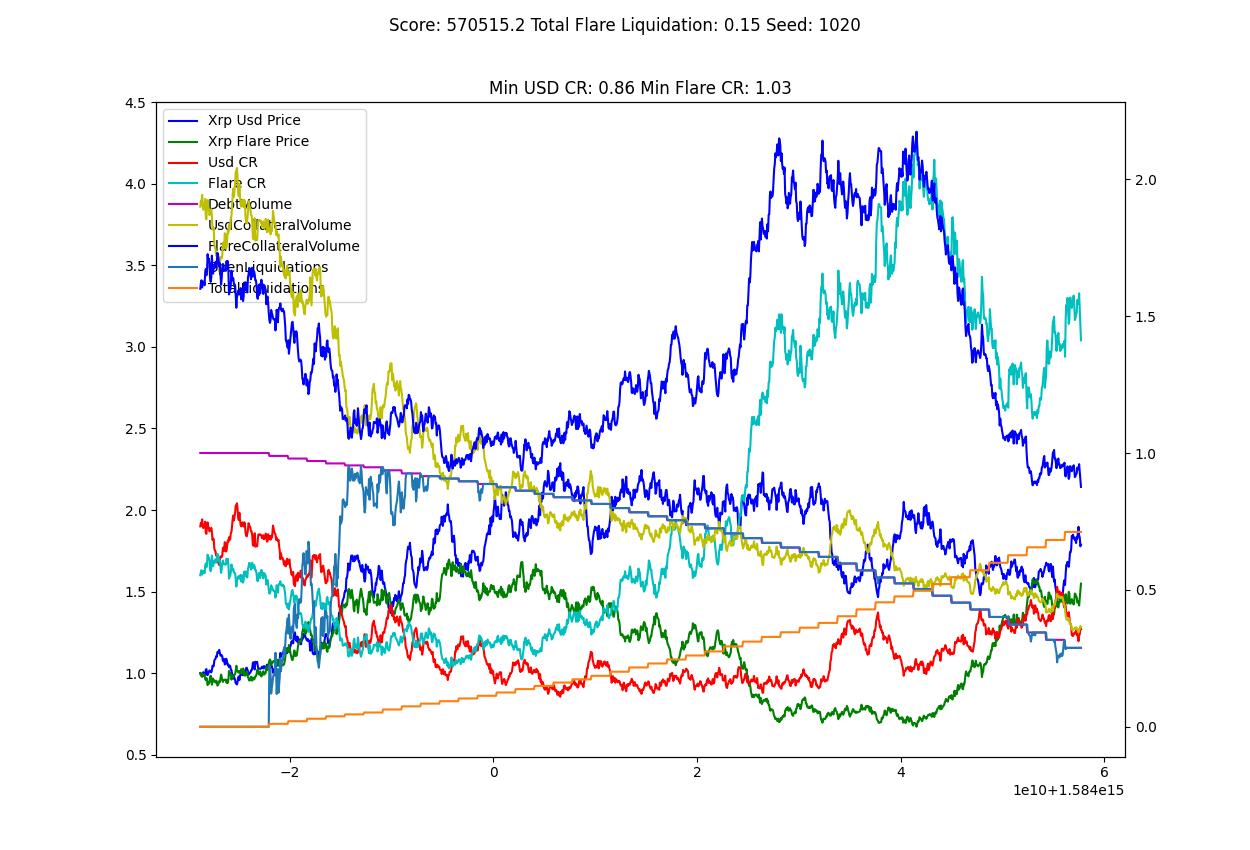 Score: 570515.2 Total Flare Liquidation: 0.15 Seed: 1020
Min USD CR: 0.86 Min Flare CR: 1.03
4.5
4.0
3.5
3.0
2.5
2.0
1.5
1.0
0.5
Xrp Usd Price
Xrp Flare Price
Usd CR
Flare CR
DebtVolume
UsdCollateralVolume
FlareCollateralVolume
OpenLiquidations
TotalLiquidations
2.0
1.5
1.0
0.5
0.0
−2
0
2
4
6
1e10+1.584e15